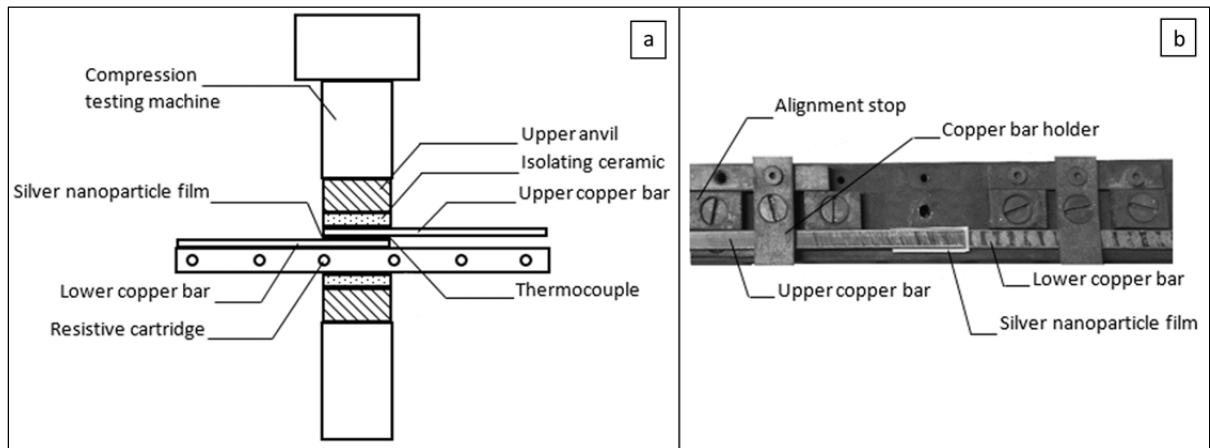 a
Compression
testing machine
Upper anvil
Isolating ceramic
Upper copper bar
Silver nanoparticle film
Lower copper bar
Thermocouple
Resistive cartridge
b
Alignment stop
Copper bar holder
Upper copper bar
Lower copper bar
Silver nanoparticle film